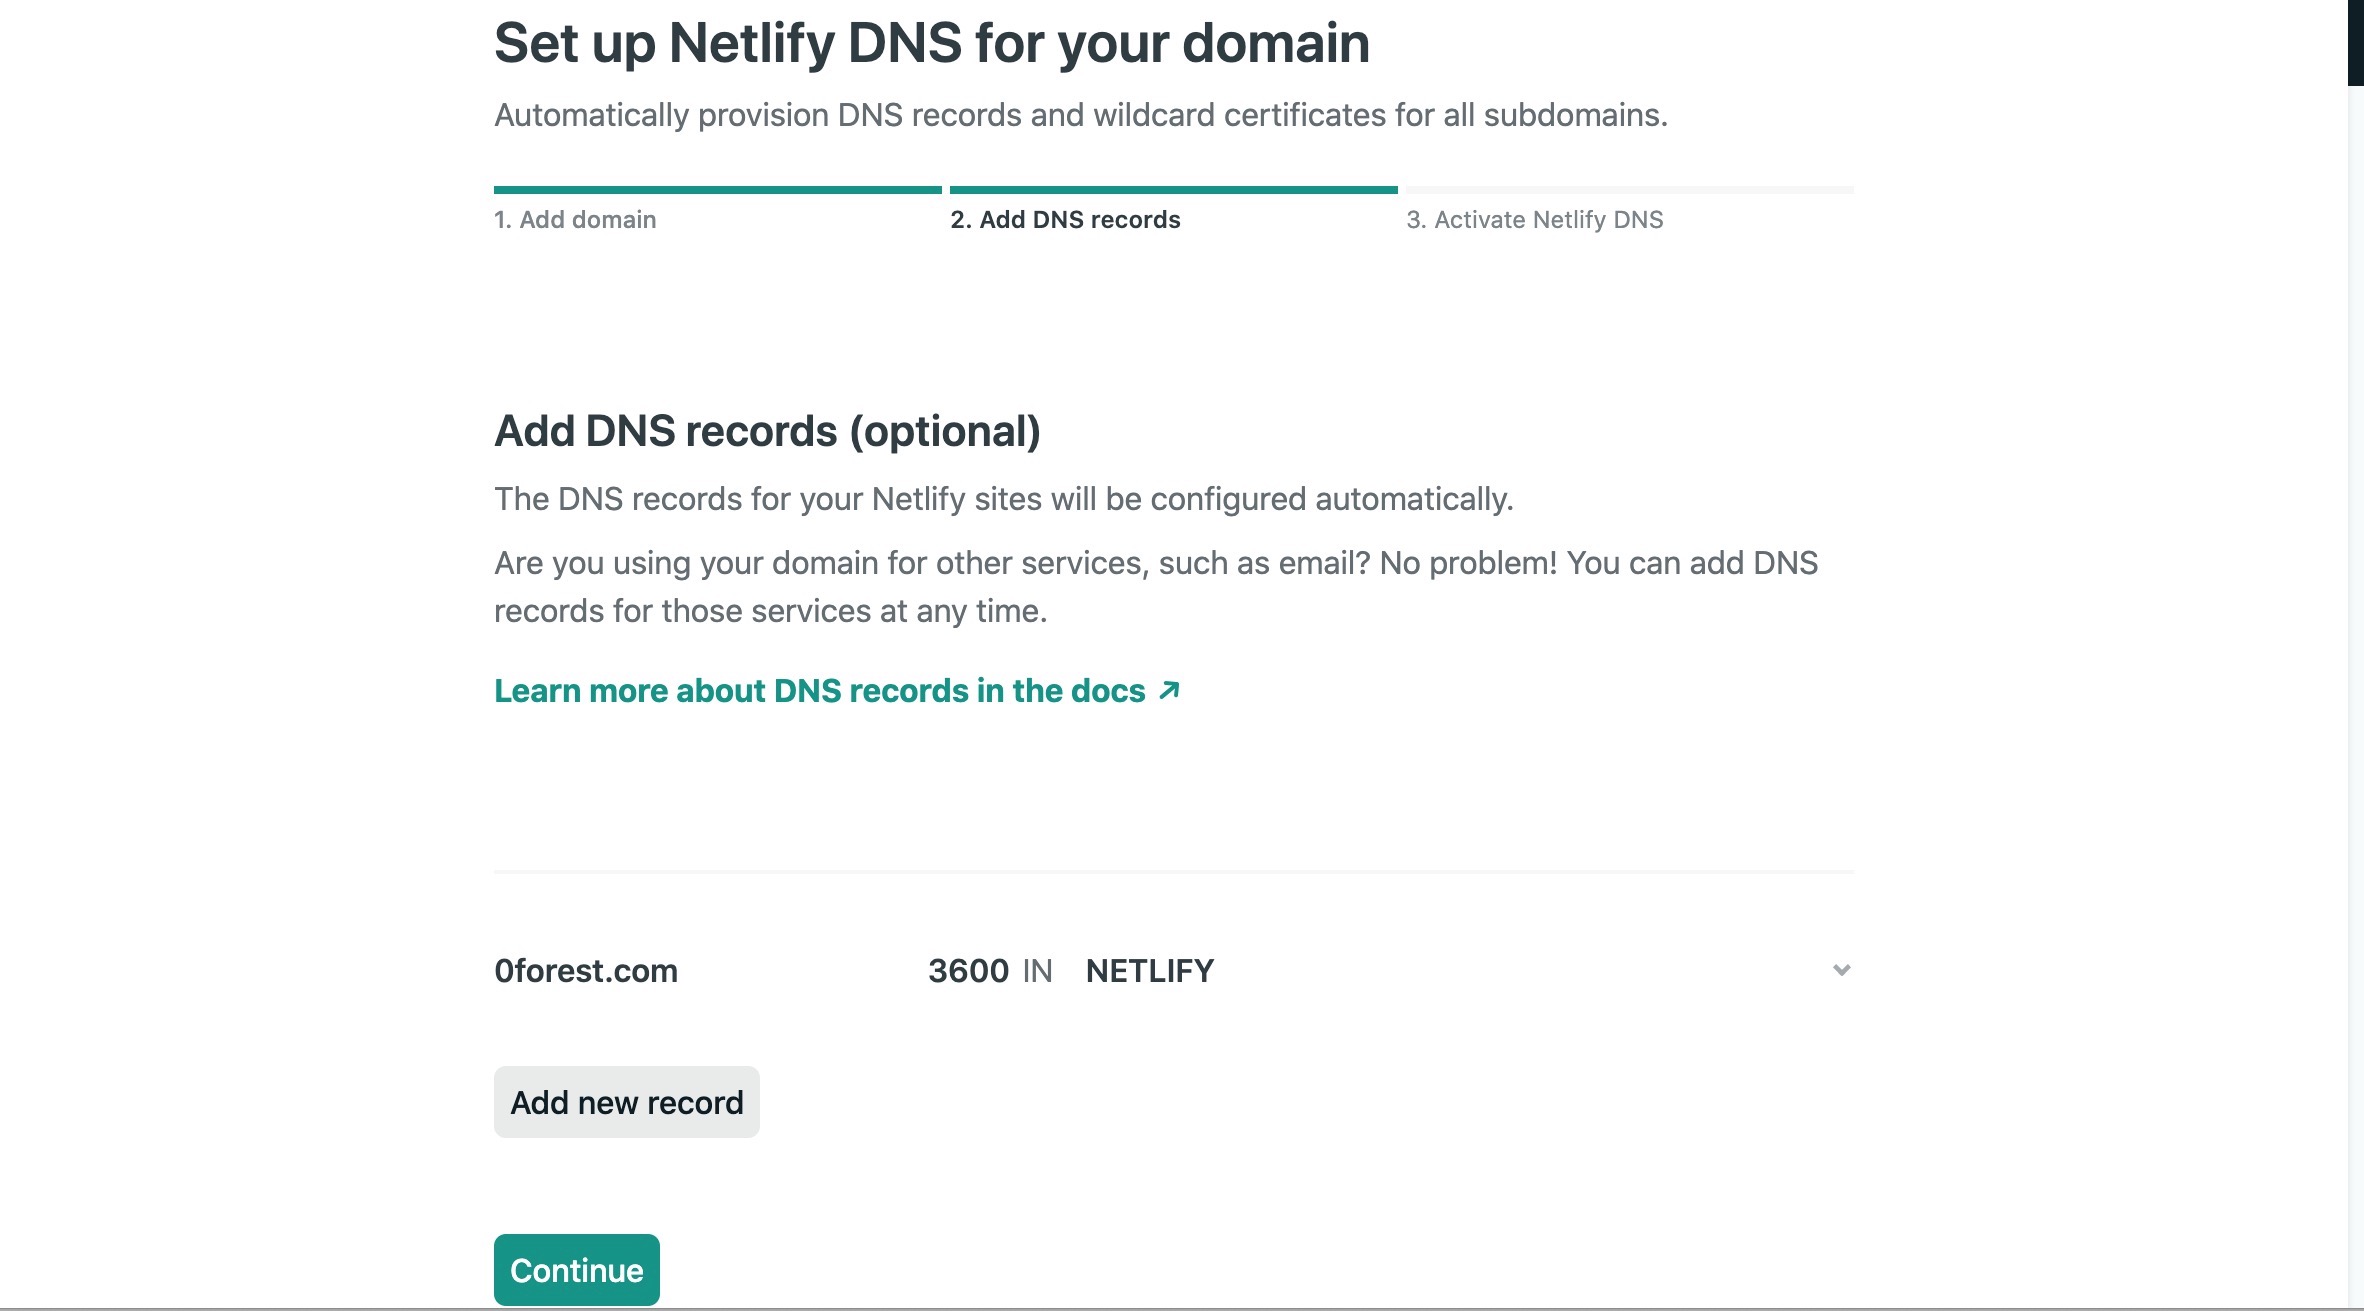 Set up Netlify DNS for your domain
Automatically provision DNS records and wildcard certificates for all subdomains.
1. Add domain
2. Add DNS records
3. Activate Netlify DNS
Add DNS records (optional)
The DNS records for your Netlify sites will be configured automatically.
Are you using your domain for other services, such as email? No problem! You can add DNS
records for those services at any time.
Learn more about DNS records in the docs ↗
0forest.com 3600 IN NETLIFY
Add new record
Continue